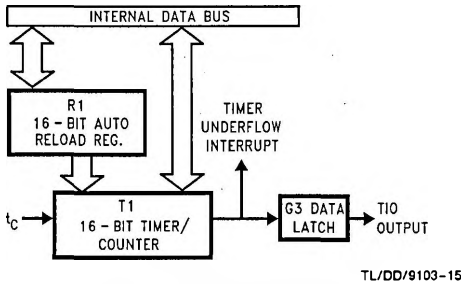 INTERNAL DATA BUS
R1
16-BIT AUTO
RELOAD REG.
TIMER
UNDERFLOW
INTERRUPT
tC
T1
16-BIT TIMER/
COUNTER
G3 DATA
LATCH
TIO
OUTPUT
TL/DD/9103-15